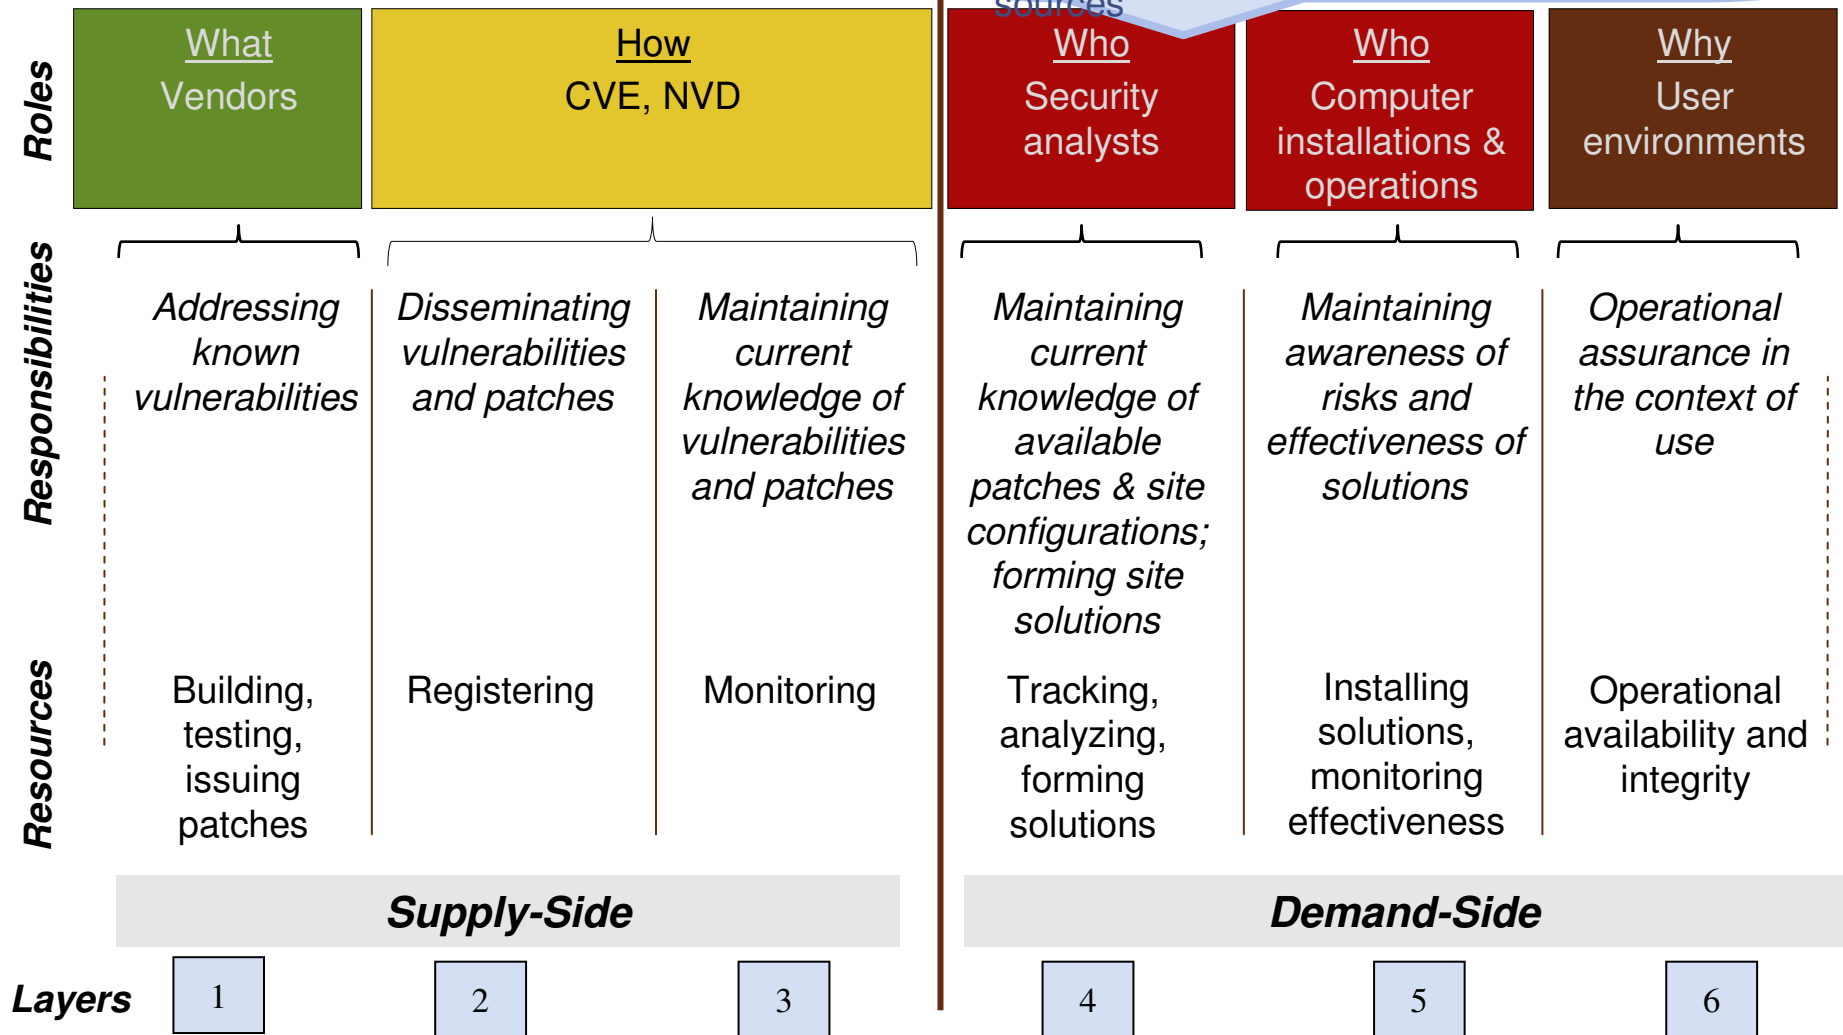 sources
Roles
What
Vendors
How
CVE, NVD
Who
Security
analysts
Who
Computer
installations &
operations
Why
User
environments
Responsibilities
Addressing
known
vulnerabilities
Disseminating
vulnerabilities
and patches
Maintaining
current
knowledge of
vulnerabilities
and patches
Maintaining
current
knowledge of
available
patches & site
configurations;
forming site
solutions
Maintaining
awareness of
risks and
effectiveness of
solutions
Operational
assurance in
the context of
use
Resources
Building,
testing,
issuing
patches
Registering
Monitoring
Tracking,
analyzing,
forming
solutions
Installing
solutions,
monitoring
effectiveness
Operational
availability and
integrity
Supply-Side
Demand-Side
Layers
1
2
3
4
5
6